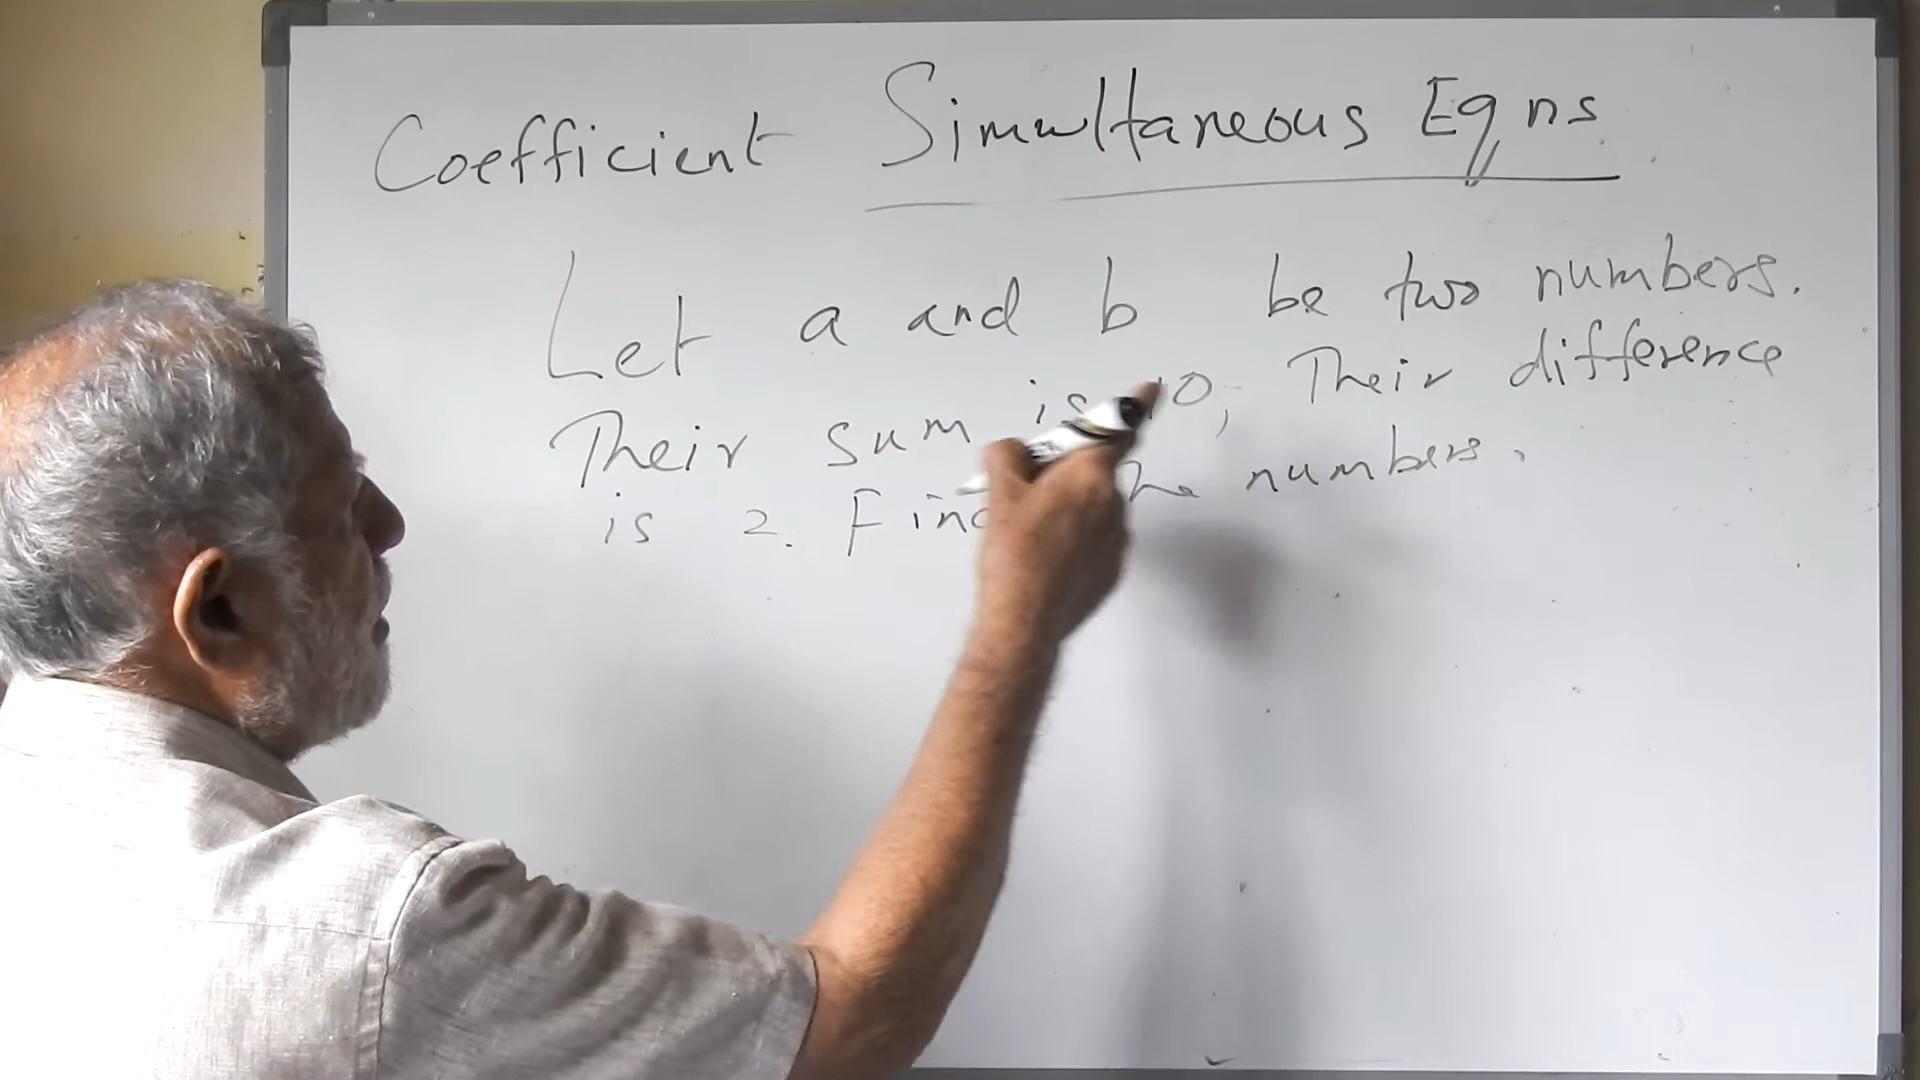 Coefficient Simultaneous Eqns
Let a and b be two numbers.
Their sum is 10, Their difference
is 2. Find the numbers.